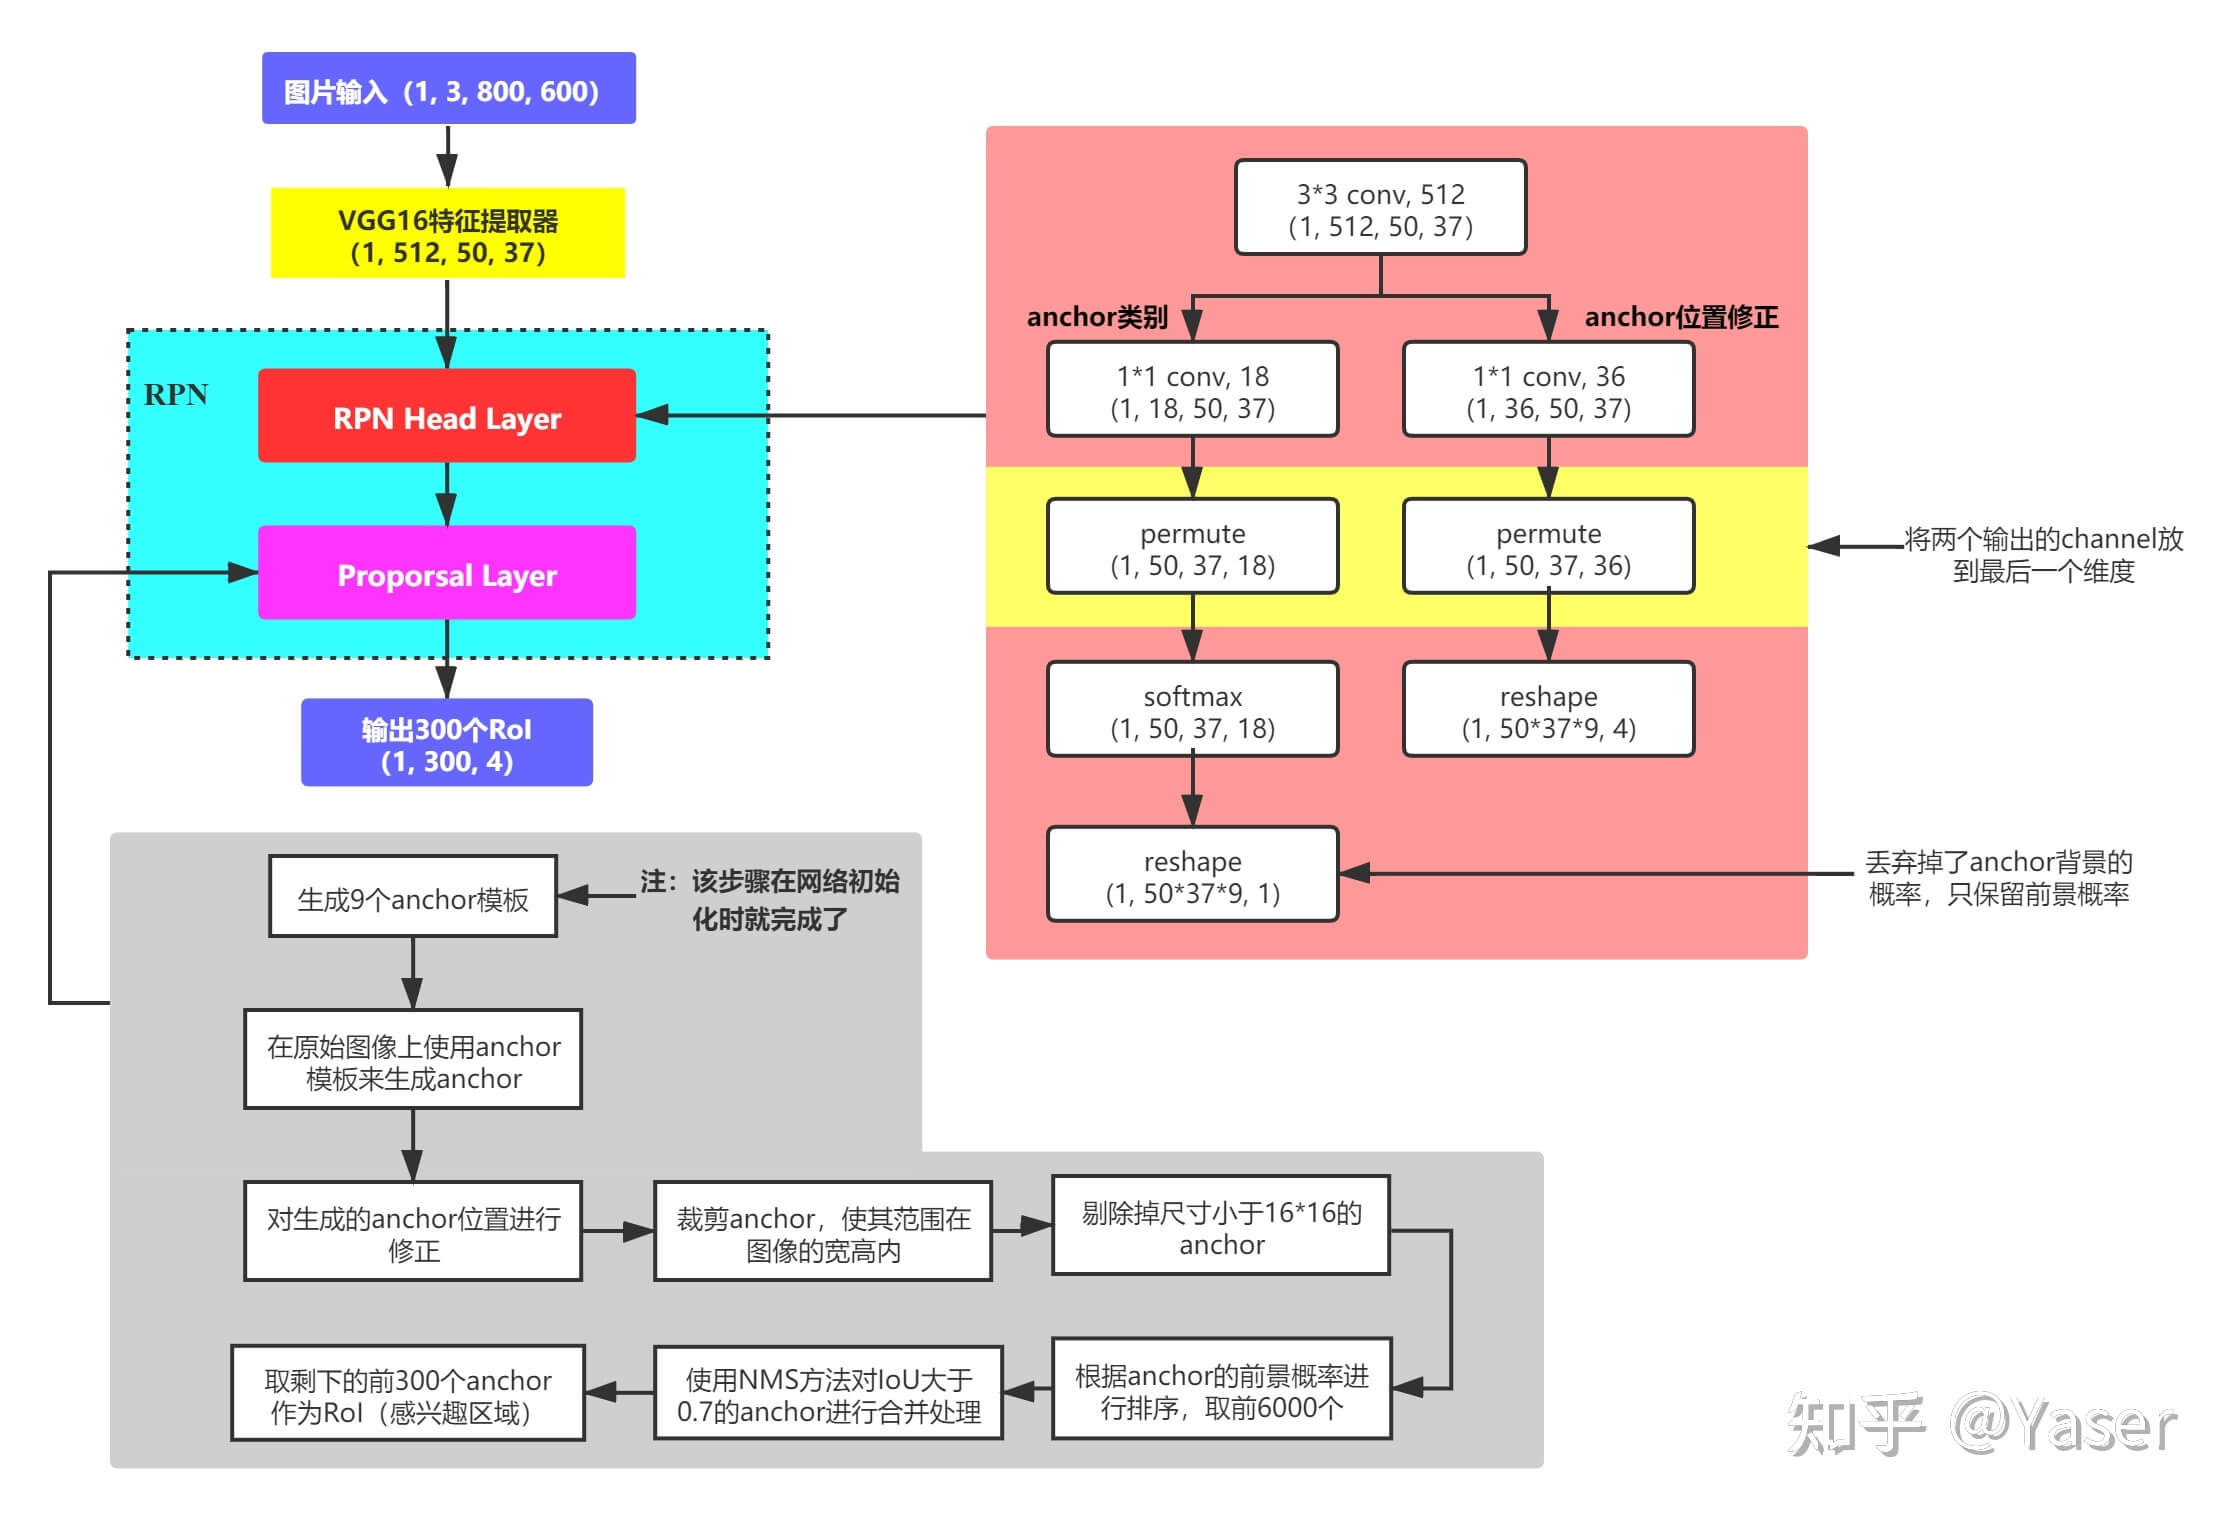 图片输入（1, 3, 800, 600）
VGG16特征提取器
（1, 512, 50, 37）
RPN
RPN Head Layer
Proporsal Layer
输出300个RoI
（1, 300, 4）
3*3 conv, 512
（1, 512, 50, 37）
anchor类别
anchor位置修正
1*1 conv, 18
(1, 18, 50, 37)
1*1 conv, 36
(1, 36, 50, 37)
permute
(1, 50, 37, 18)
permute
(1, 50, 37, 36)
将两个输出的channel放
到最后一个维度
softmax
(1, 50, 37, 18)
reshape
(1, 50*37*9, 4)
reshape
(1, 50*37*9, 1)
丢弃掉了anchor背景的
概率，只保留前景概率
生成9个anchor模板
注：该步骤在网络初始
化时就完成了
在原始图像上使用anchor
模板来生成anchor
对生成的anchor位置进行
修正
裁剪anchor，使其范围在
图像的宽高内
剔除掉尺寸小于16*16的
anchor
根据anchor的前景概率进
行排序，取前6000个
使用NMS方法对IoU大于
0.7的anchor进行合并处理
取剩下的前300个anchor
作为RoI（感兴趣区域）
知乎 @Yaser